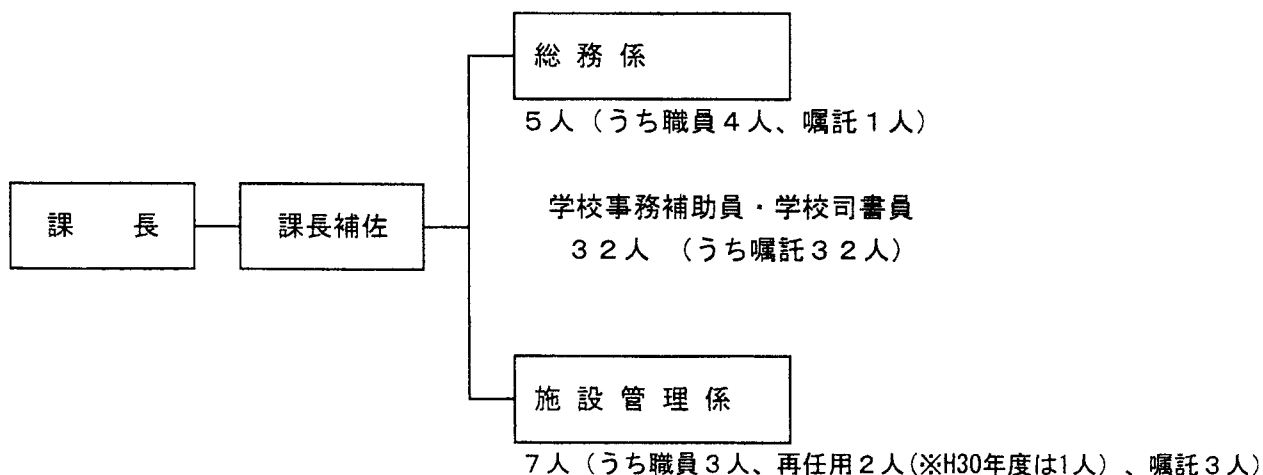 総務係
5人（うち職員4人、嘱託1人）
課　　長
課長補佐
学校事務補助員・学校司書員
３２人　（うち嘱託３２人）
施設管理係
7人（うち職員3人、再任用2人(※H30年度は1人) 、嘱託3人）